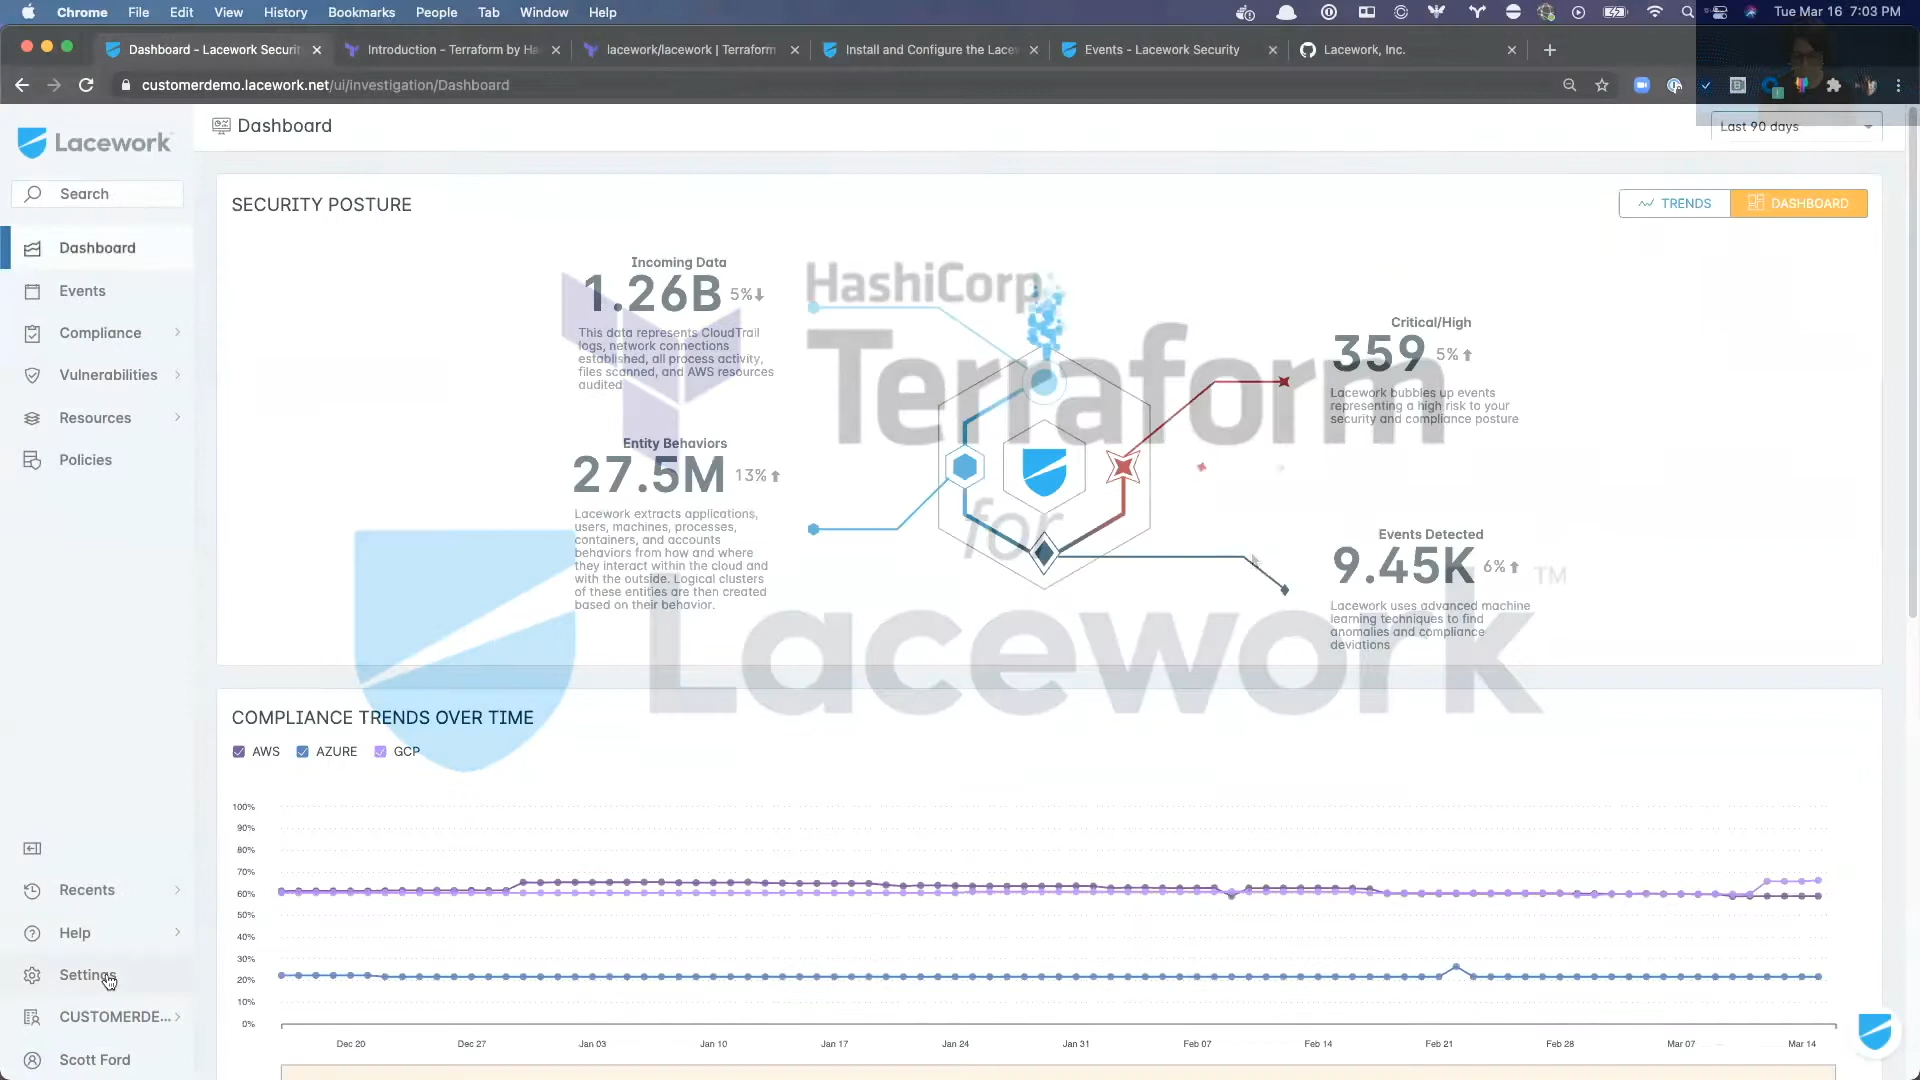 Chrome File Edit View History Bookmarks People Tab Window Help Tue Mar 16 7:03 PM
Dashboard - Lacework Securit
Introduction - Terraform by Ha
lacework/lacework | Terraform
Install and Configure the Lacew
Events - Lacework Security
Lacework, Inc.
customerdemo.lacework.net/ui/investigation/Dashboard
Lacework
Dashboard
Last 90 days
Search
Dashboard
Events
Compliance
Vulnerabilities
Resources
Policies
Recents
Help
Settings
CUSTOMERDE...
Scott Ford
SECURITY POSTURE
TRENDS
DASHBOARD
Incoming Data
1.26B 5%
This data represents CloudTrail
logs, network connections
established, all process activity,
files scanned, and AWS resources
audited
Entity Behaviors
27.5M 13%
Lacework extracts applications,
users, machines, processes,
containers, and accounts
behaviors from how and where
they interact within the cloud and
with the outside. Logical clusters
of these entities are then created
based on their behavior.
Critical/High
359 5%
Lacework bubbles up events
representing a high risk to your
security and compliance posture
Events Detected
9.45K 6%
Lacework uses advanced machine
learning techniques to find
anomalies and compliance
deviations
HashiCorp
Terraform
for
Lacework™
COMPLIANCE TRENDS OVER TIME
AWS AZURE GCP
100%
90%
80%
70%
60%
50%
40%
30%
20%
10%
0%
Dec 20 Dec 27 Jan 03 Jan 10 Jan 17 Jan 24 Jan 31 Feb 07 Feb 14 Feb 21 Feb 28 Mar 07 Mar 14